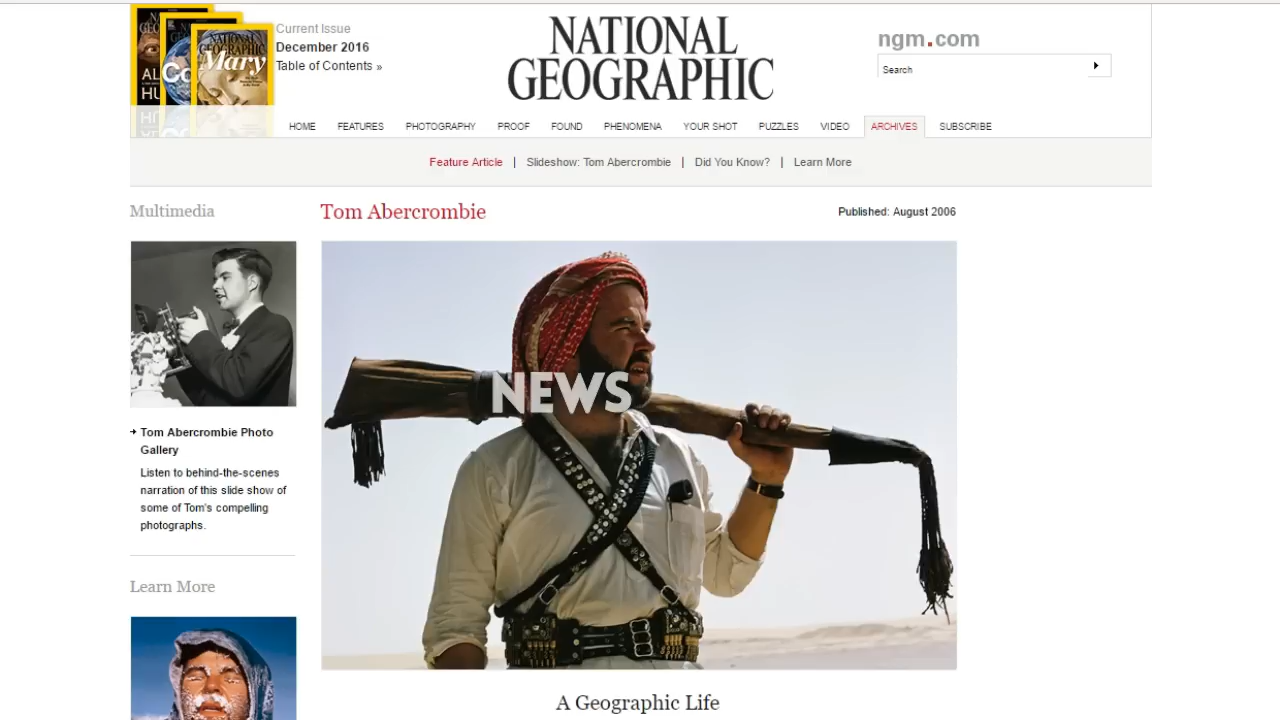 Current Issue
December 2016
Table of Contents »
NATIONAL
GEOGRAPHIC
ngm.com
Search
HOME FEATURES PHOTOGRAPHY PROOF FOUND PHENOMENA YOUR SHOT PUZZLES VIDEO ARCHIVES SUBSCRIBE
Feature Article | Slideshow: Tom Abercrombie | Did You Know? | Learn More
Multimedia
Tom Abercrombie
Published: August 2006
NEWS
Tom Abercrombie Photo
Gallery
Listen to behind-the-scenes
narration of this slide show of
some of Tom's compelling
photographs.
Learn More
A Geographic Life